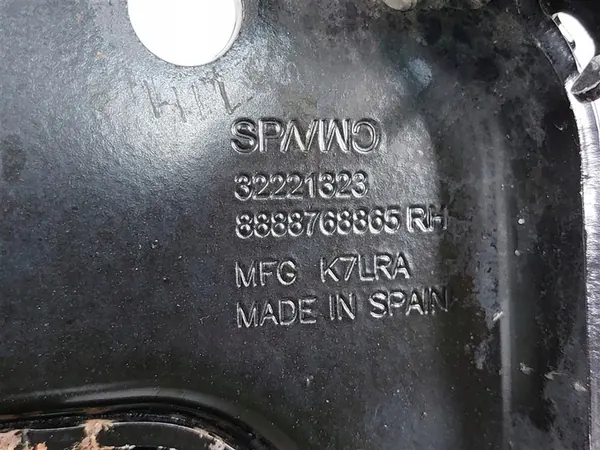 32221323
8888768865 RH
MFG K7LRA
MADE IN SPAIN